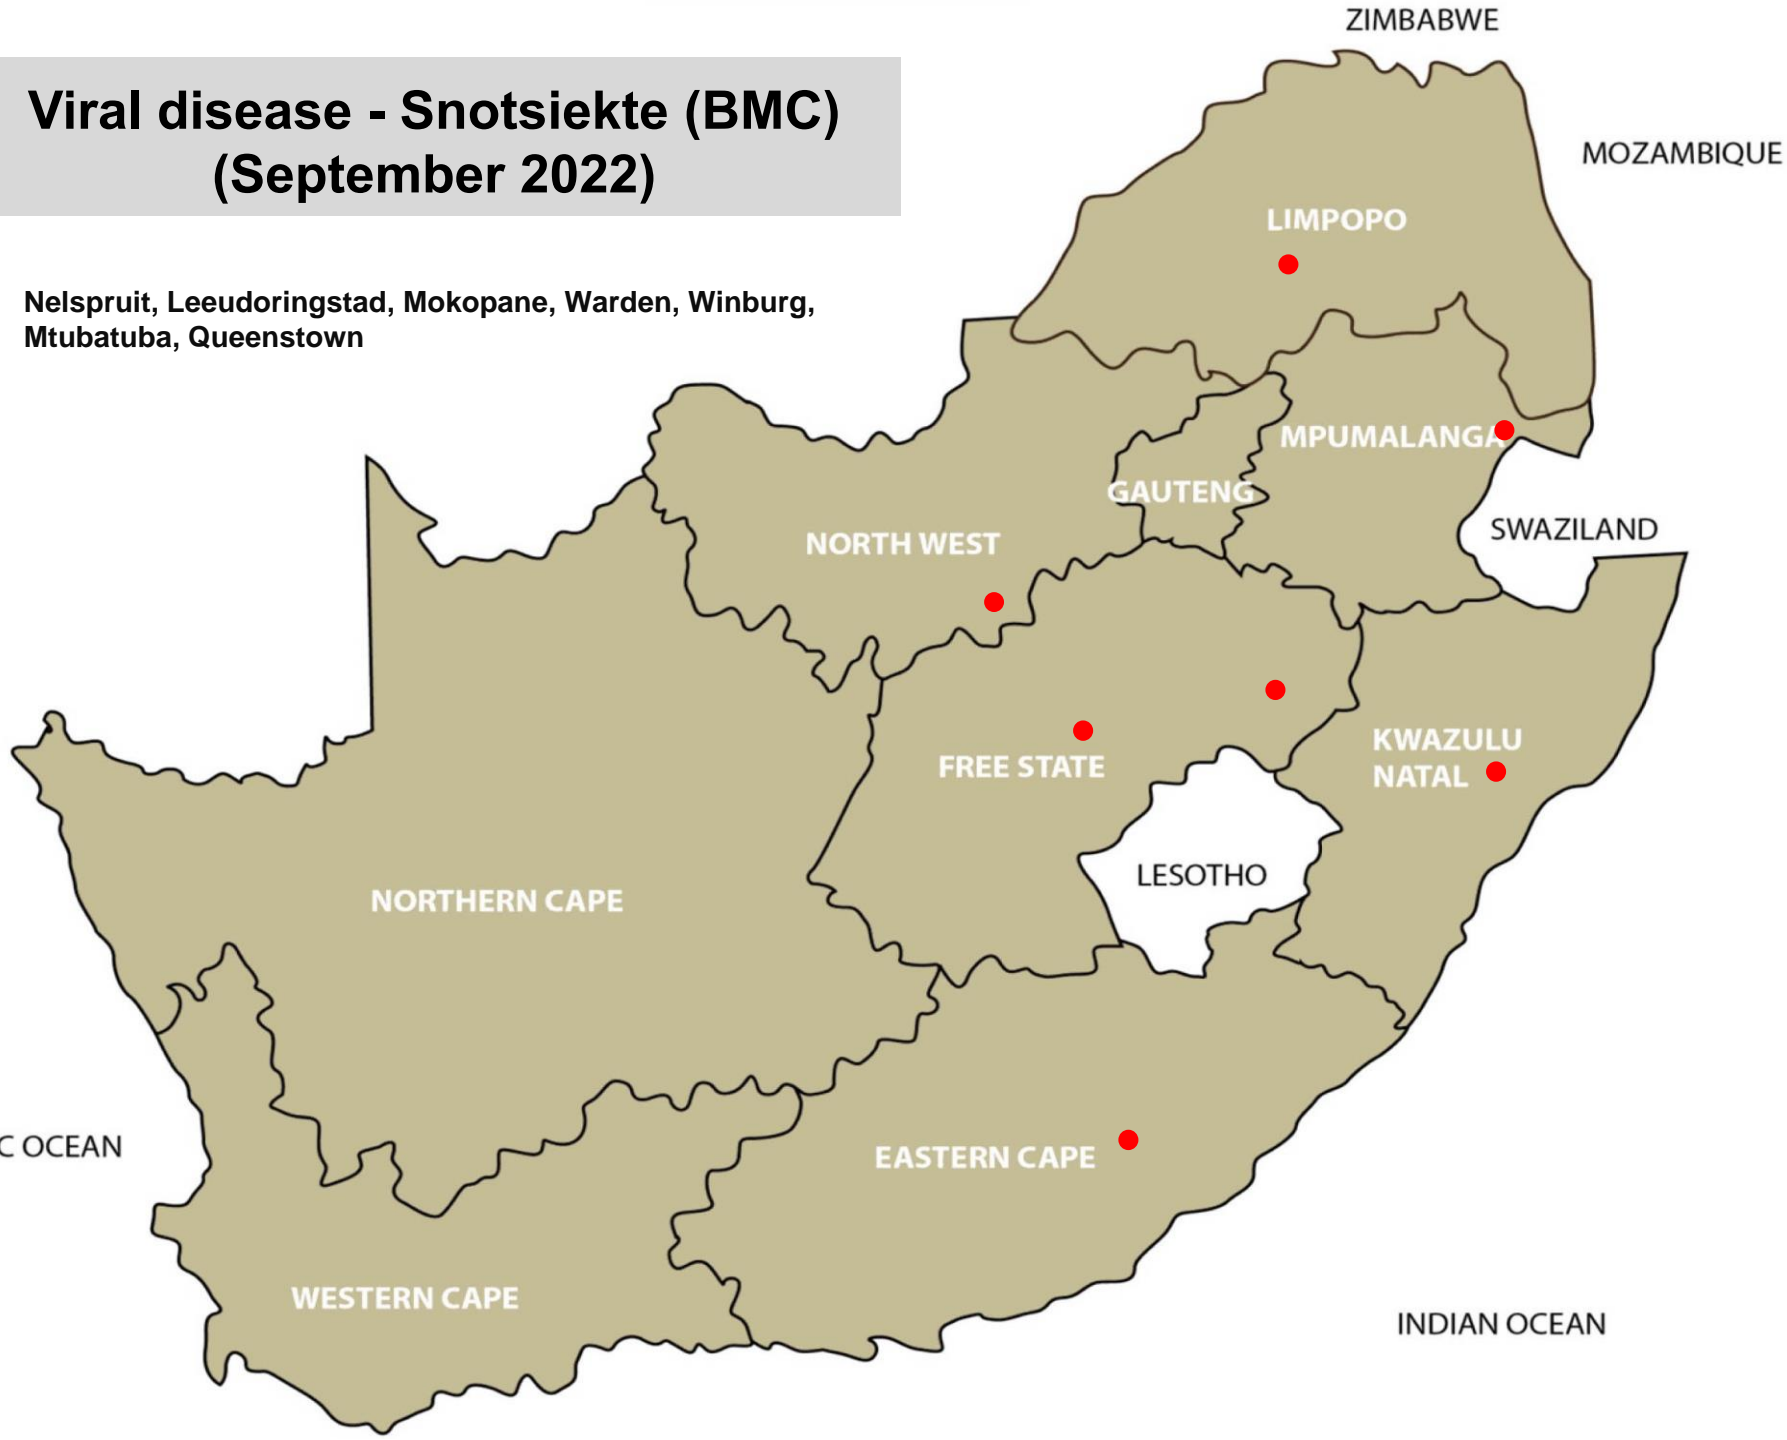 ZIMBABWE
Viral disease - Snotsiekte (BMC)
(September 2022)
MOZAMBIQUE
LIMPOPO
Nelspruit, Leeudoringstad, Mokopane, Warden, Winburg,
Mtubatuba, Queenstown
MPUMALANGA
GAUTENG
SWAZILAND
NORTH WEST
KWAZULU
NATAL
FREE STATE
LESOTHO
NORTHERN CAPE
C OCEAN
EASTERN CAPE
WESTERN CAPE
INDIAN OCEAN